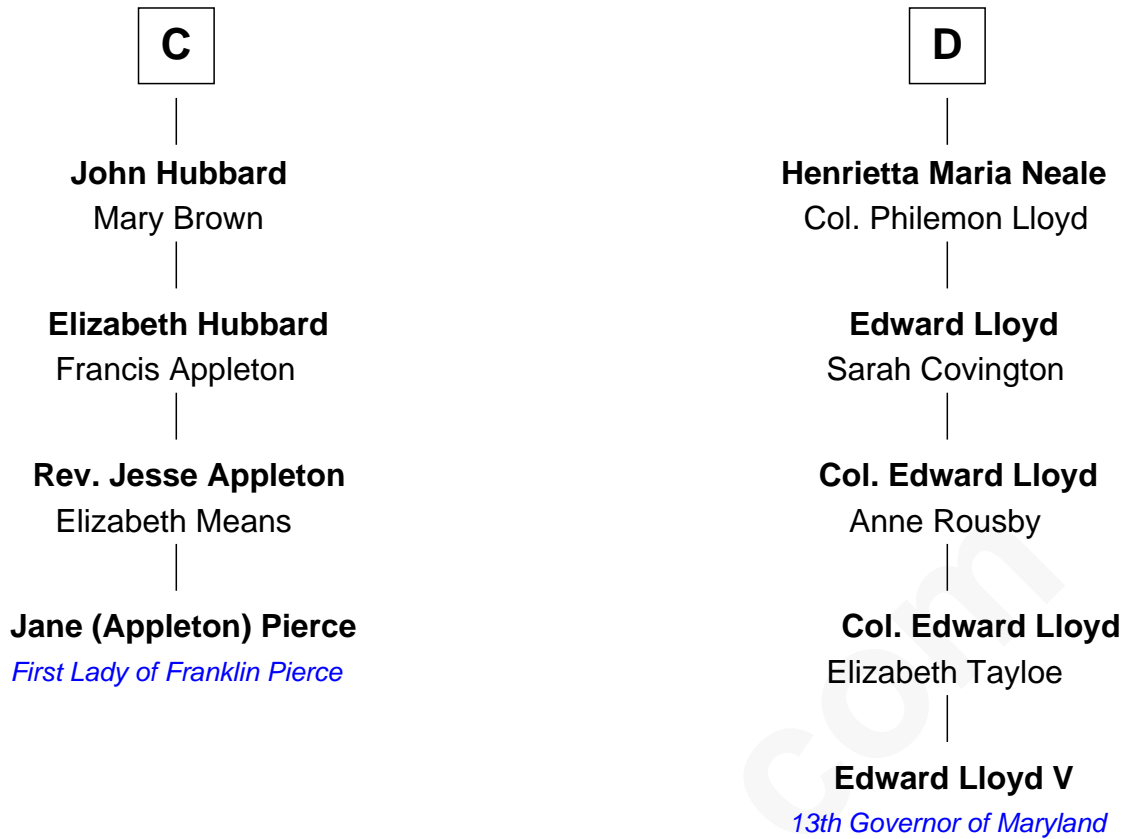 C
John Hubbard
Mary Brown
Elizabeth Hubbard
Francis Appleton
Rev. Jesse Appleton
Elizabeth Means
Jane (Appleton) Pierce
First Lady of Franklin Pierce
D
Henrietta Maria Neale
Col. Philemon Lloyd
Edward Lloyd
Sarah Covington
Col. Edward Lloyd
Anne Rousby
Col. Edward Lloyd
Elizabeth Tayloe
Edward Lloyd V
13th Governor of Maryland
com